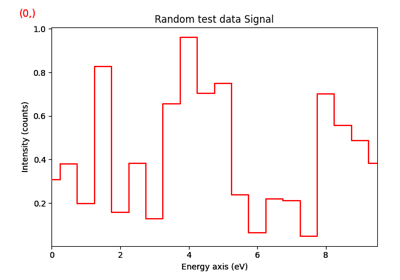 (0,)
Random test data Signal
1.0
0.8
0.6
0.4
0.2
Intensity (counts)
0 2 4 6 8
Energy axis (eV)